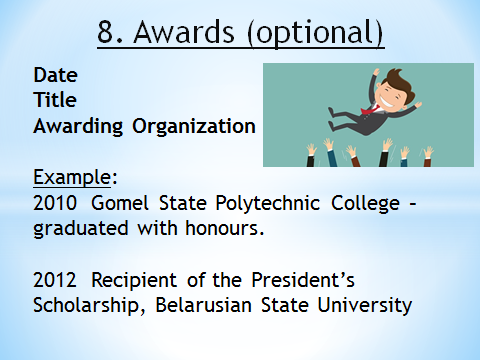 8. Awards (optional)
Date
Title
Awarding Organization
Example:
2010 Gomel State Polytechnic College –
graduated with honours.
2012 Recipient of the President's
Scholarship, Belarusian State University